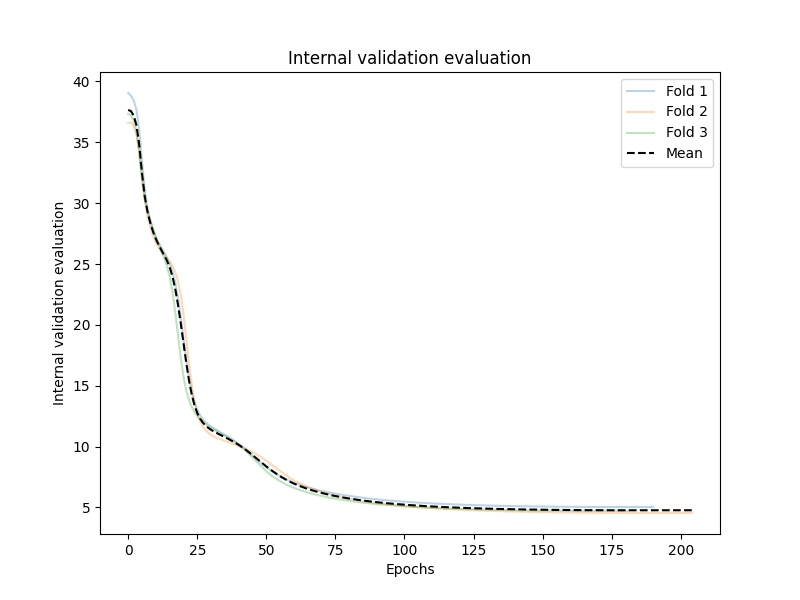 Internal validation evaluation
Internal validation evaluation
40
35
30
25
20
15
10
5
Fold 1
Fold 2
Fold 3
Mean
0 25 50 75 100 125 150 175 200
Epochs